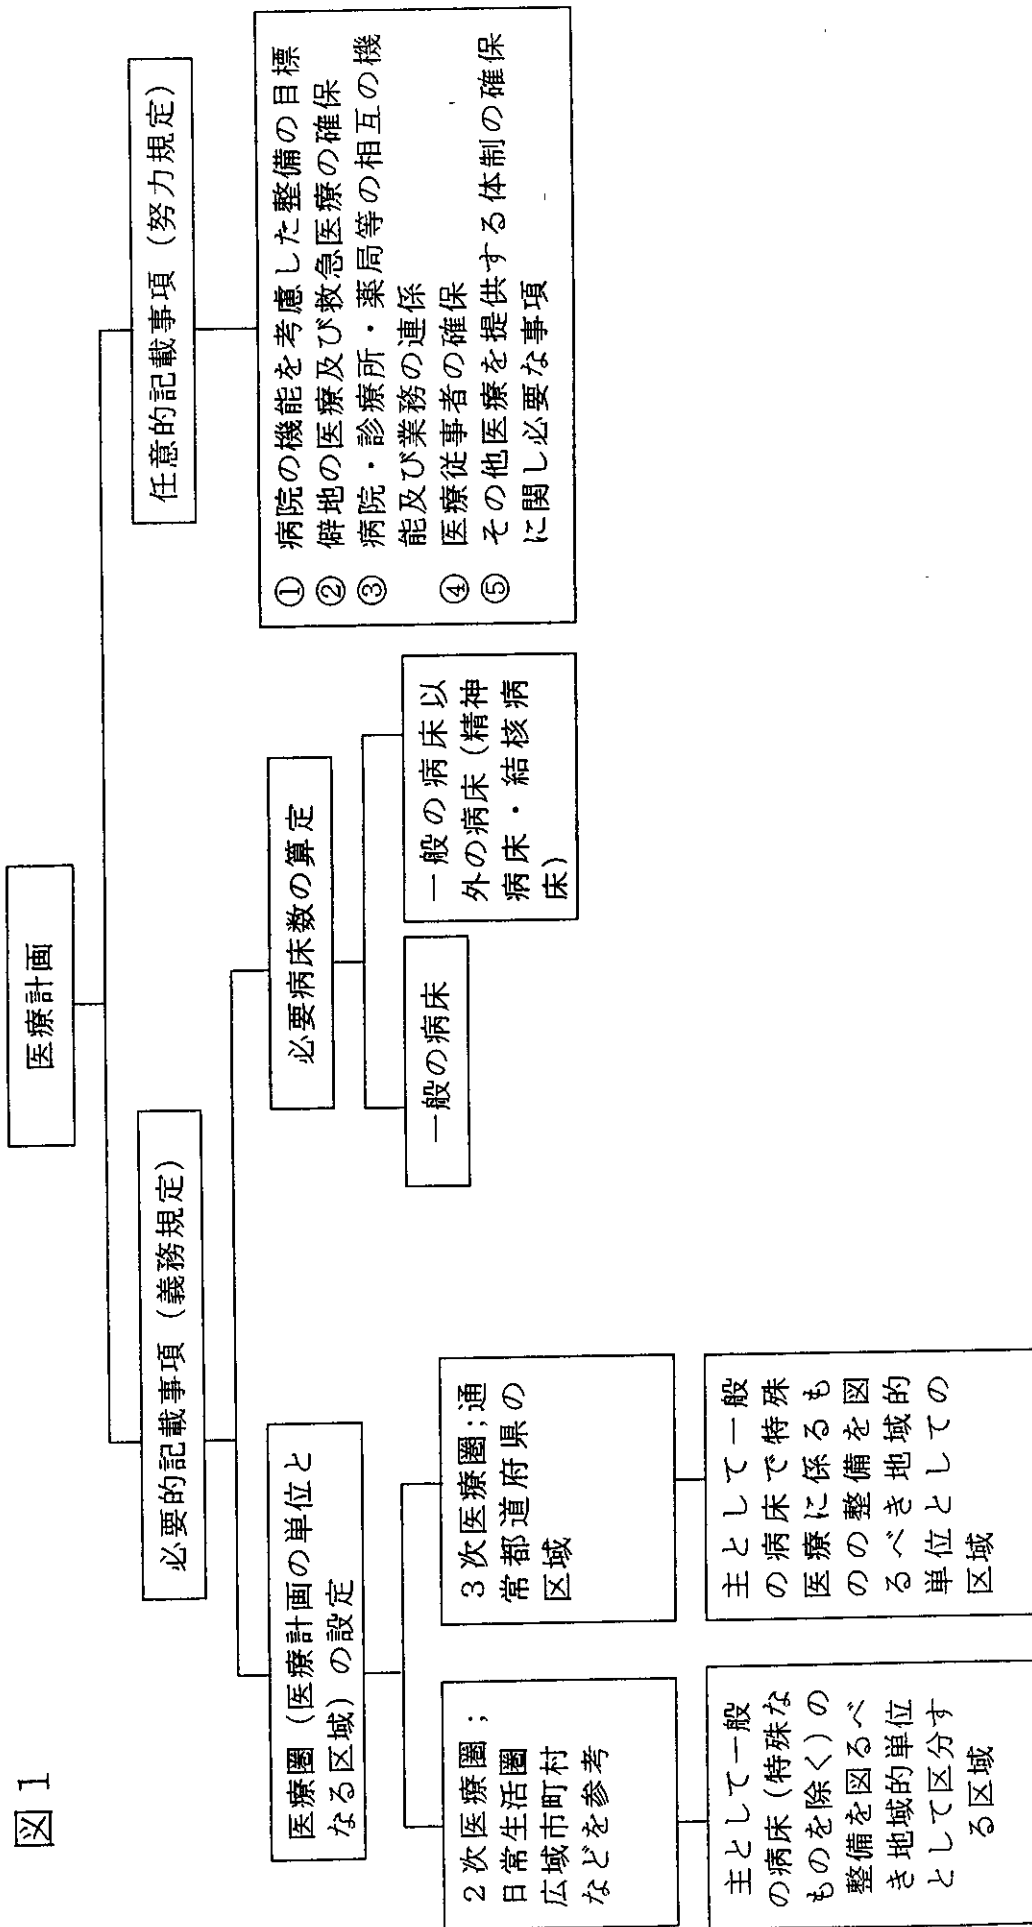 図1
医療計画
必要的記載事項（義務規定）
任意的記載事項（努力規定）
医療圏（医療計画の単位と
なる区域）の設定
必要病床数の算定
①　病院の機能を考慮した整備の目標
②　僻地の医療及び救急医療の確保
③　病院・診療所・薬局等の相互の機
能及び業務の連係
④　医療従事者の確保
⑤　その他医療を提供する体制の確保
に関し必要な事項
2次医療圏；
日常生活圏
広域市町村
などを参考
3次医療圏；通
常都道府県の
区域
一般の病床
一般の病床以
外の病床（精神
病床・結核病
床）
主として一般
の病床（特殊な
ものを除く）の
整備を図るべ
き地域的単位
として区分す
る区域
主として一般
の病床で特殊
医療に係るも
のの整備を図
るべき地域的
単位としての
区域